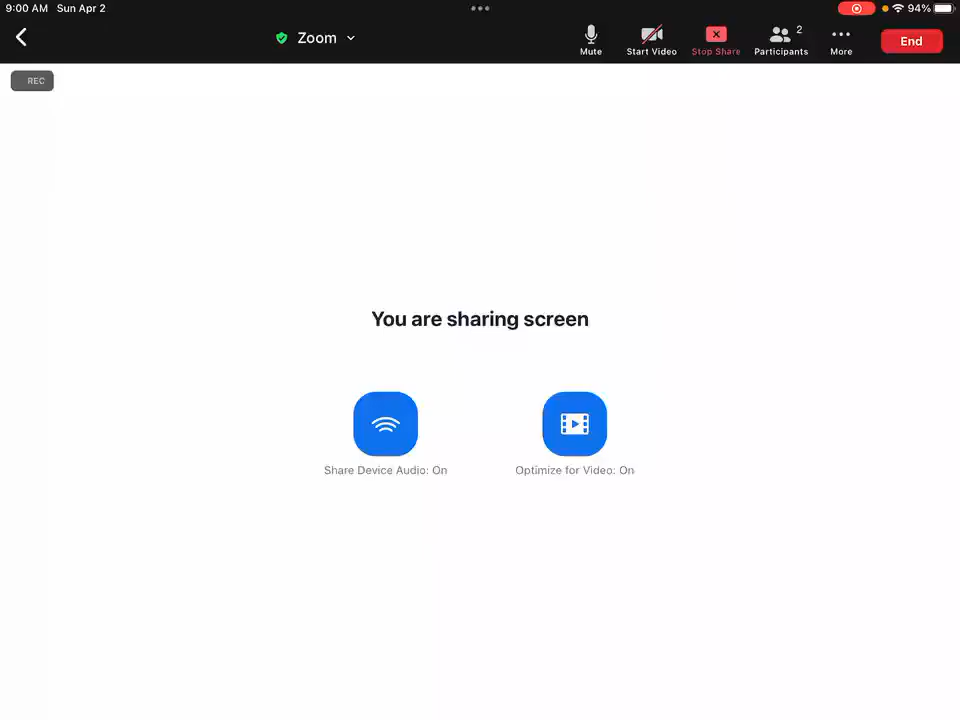 9:00 AM Sun Apr 2
94%
Zoom
Mute
Start Video
Stop Share
2
Participants
More
End
REC
You are sharing screen
Share Device Audio: On
Optimize for Video: On